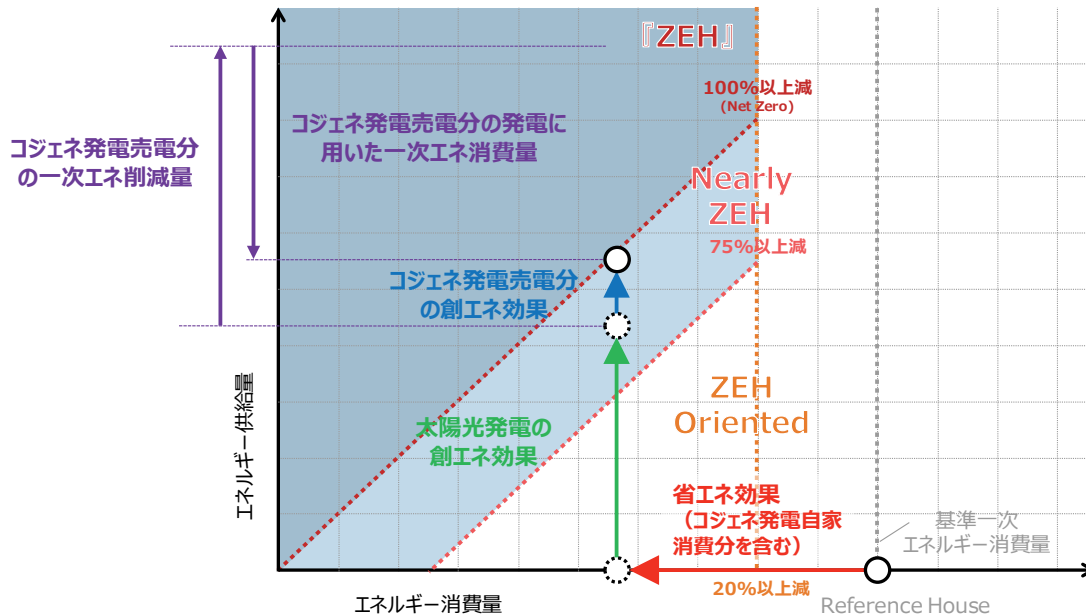 『ZEH』
100%以上減
(Net Zero)
コジェネ発電売電分の発電に
用いた一次エネ消費量
コジェネ発電売電分
の一次エネ削減量
Nearly
ZEH
75%以上減
コジェネ発電売電分
の創エネ効果
ZEH
Oriented
太陽光発電の
創エネ効果
エネルギー供給量
省エネ効果
（コジェネ発電自家
消費分を含む）
基準一次
エネルギー消費量
20%以上減
エネルギー消費量
Reference House